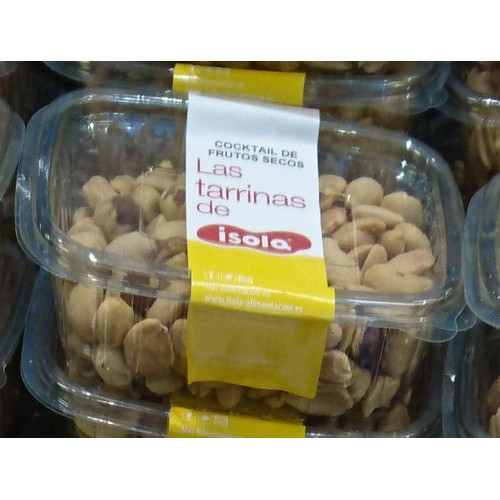 COCKTAIL DE
FRUTOS SECOS
Las
tarrinas
de
isola
www.isola-alimentacion.es